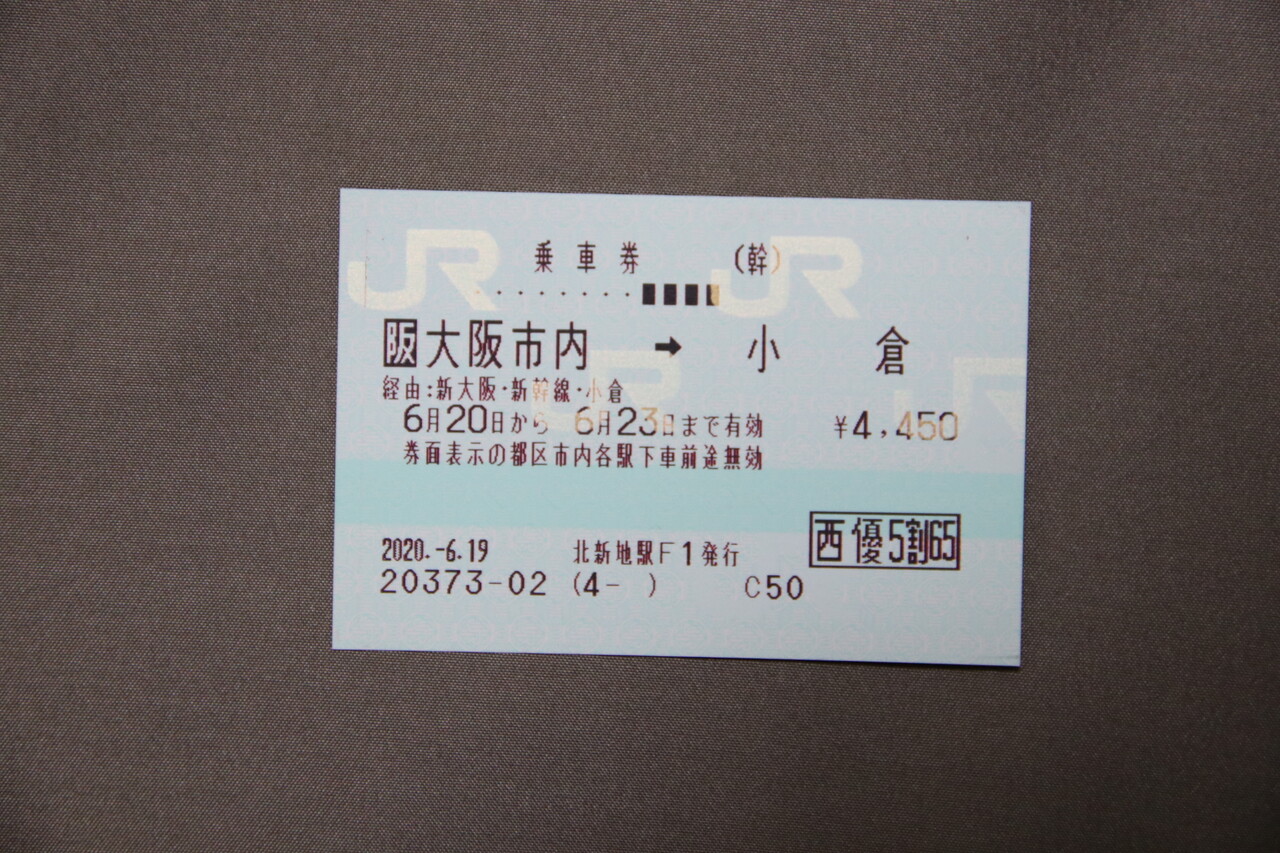 乗車券 (幹)
阪 大阪市内 → 小倉
経由:新大阪・新幹線・小倉
6月20日から 6月23日まで有効 ¥4,450
券面表示の都区市内各駅下車前途無効
西優5割65
2020.-6.19 北新地駅F1発行
20373-02 (4- ) C50
JR
JR
JR
JR